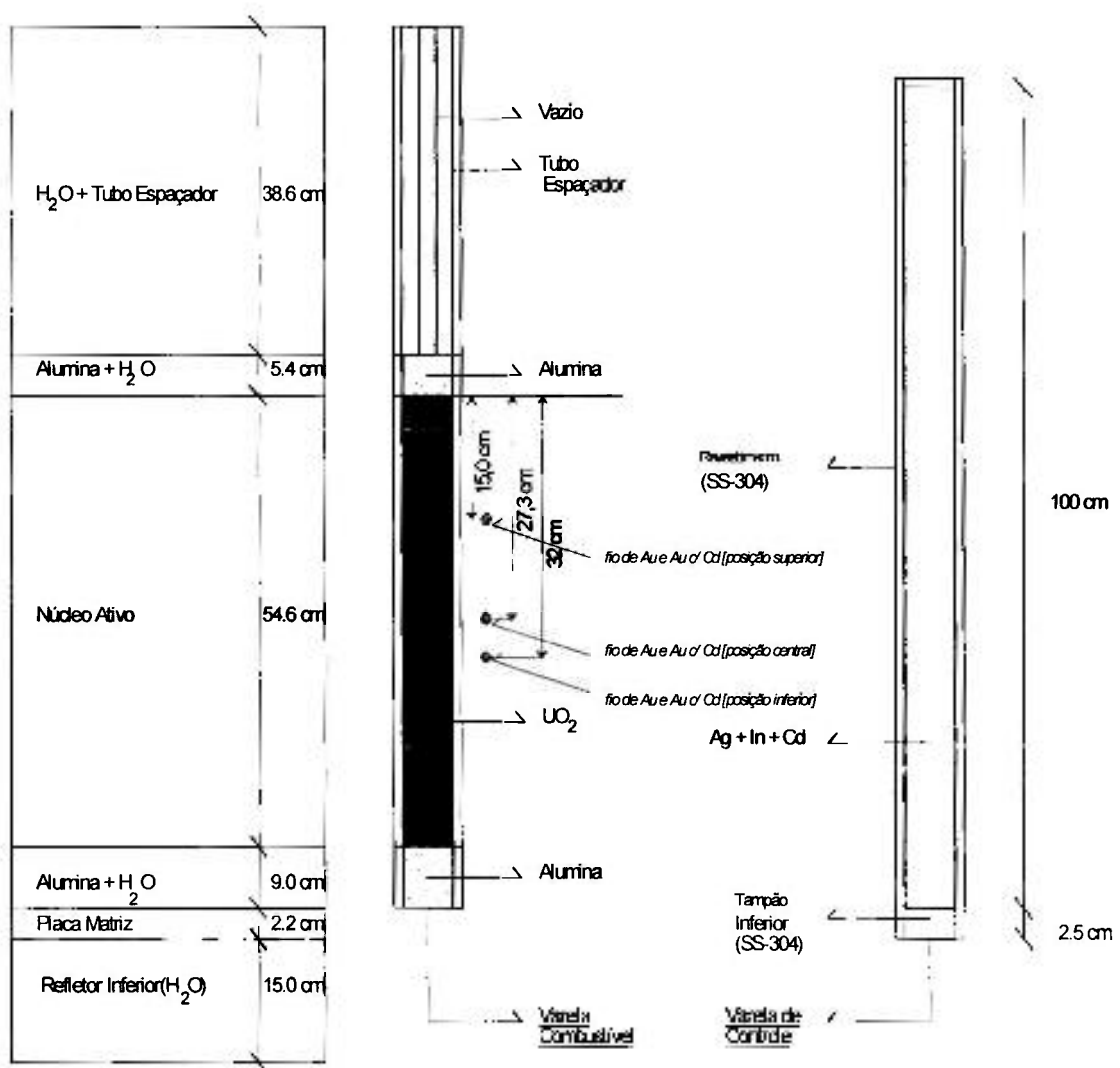 H2O + Tubo Espaçador
38.6 cm
Alumina + H2O
5.4 cm
Núcleo Ativo
54.6 cm
Alumina + H2O
9.0 cm
Placa Matriz
2.2 cm
Refletor Inferior(H2O)
15.0 cm
Vazio
Tubo
Espaçador
Alumina
15,0 cm
27,3 cm
32 cm
fio de Au e Au c/ Cd [posição superior]
fio de Au e Au c/ Cd [posição central]
fio de Au e Au c/ Cd [posição inferior]
UO2
Alumina
Vareta
Combustível
(SS-304)
Ag + In + Cd
Tampão
Inferior
(SS-304)
Vareta de
Controle
100 cm
2.5 cm